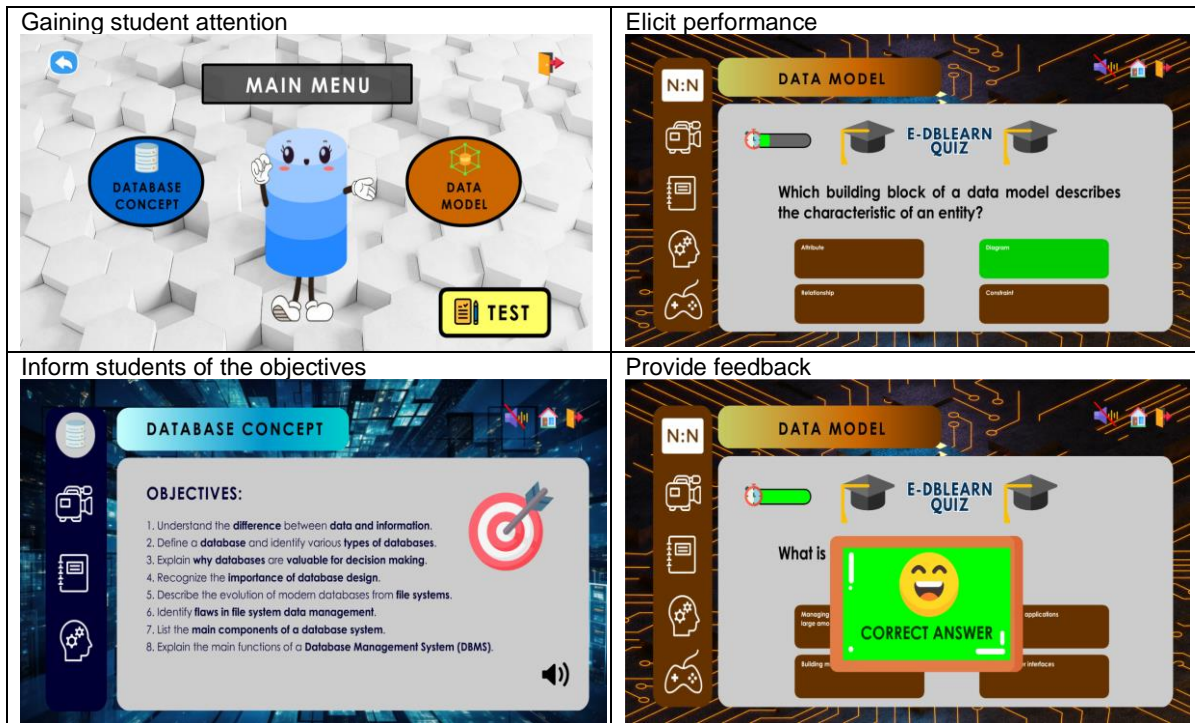 Gaining student attention
MAIN MENU
DATABASE
CONCEPT
DATA
MODEL
TEST
Elicit performance
N:N
DATA MODEL
E-DBLEARN
QUIZ
Which building block of a data model describes
the characteristic of an entity?
Attribute
Diagram
Relationship
Constraint
Inform students of the objectives
DATABASE CONCEPT
OBJECTIVES:
1. Understand the difference between data and information.
2. Define a database and identify various types of databases.
3. Explain why databases are valuable for decision making.
4. Recognize the importance of database design.
5. Describe the evolution of modern databases from file systems.
6. Identify flaws in file system data management.
7. List the main components of a database system.
8. Explain the main functions of a Database Management System (DBMS).
Provide feedback
N:N
DATA MODEL
E-DBLEARN
QUIZ
What is
Managing
large amo
applications
CORRECT ANSWER
Building m
interfaces